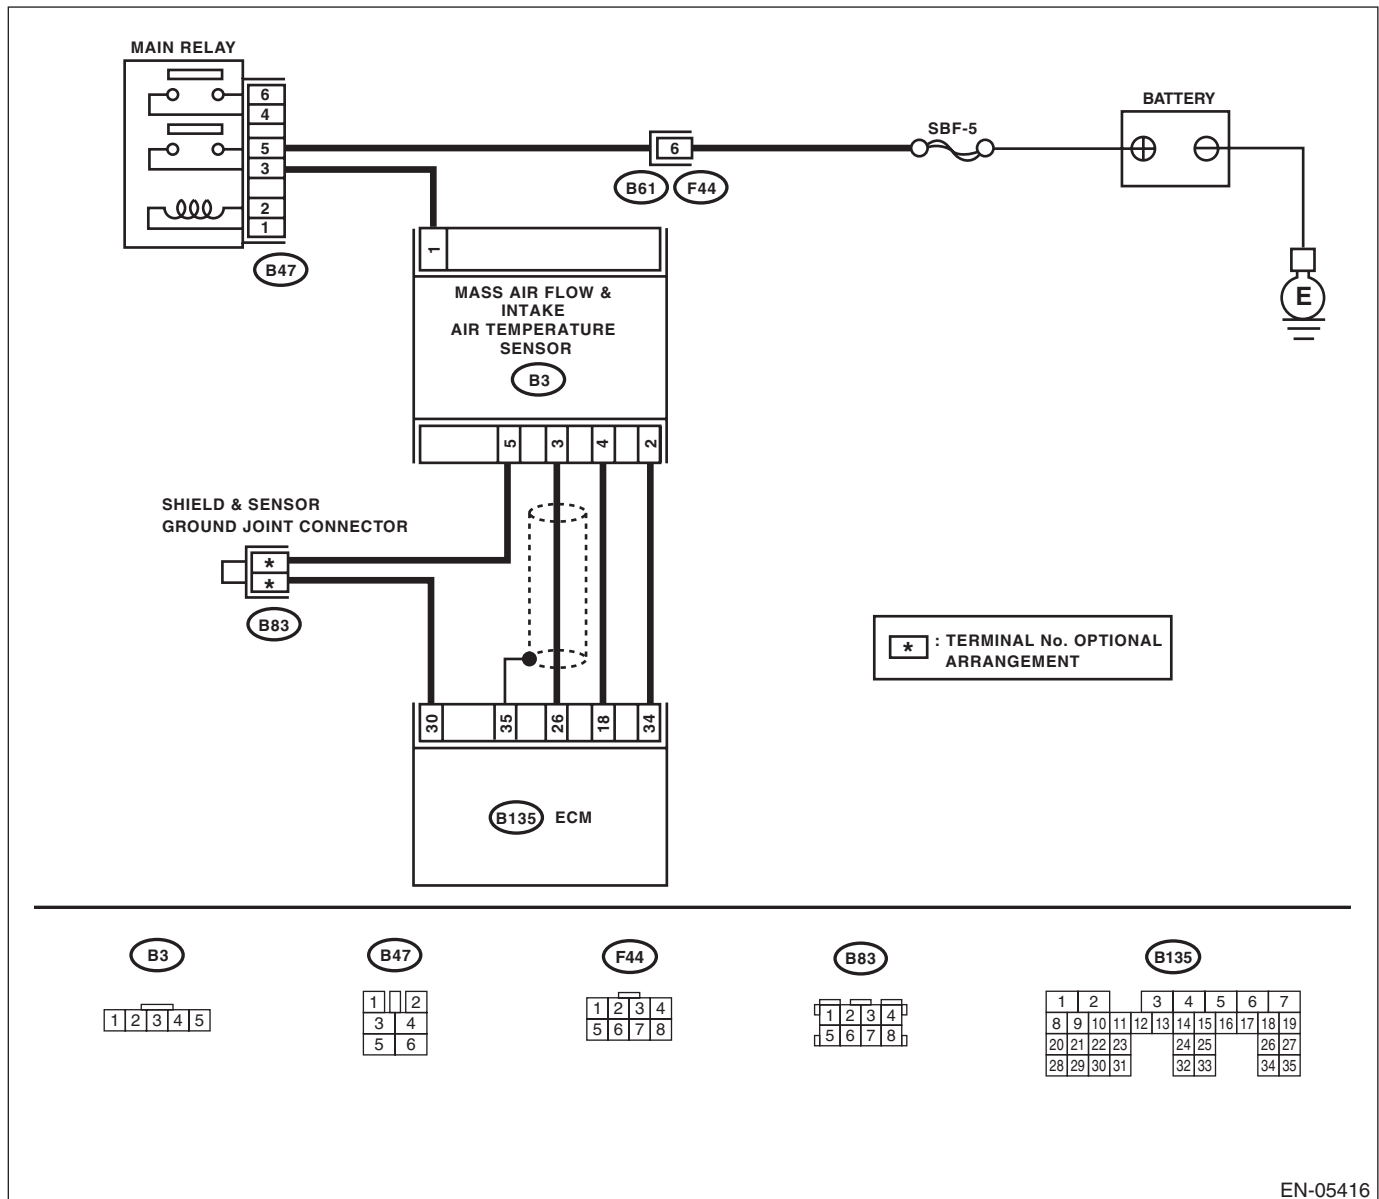 MAIN RELAY
6
4
5
3
2
1
B47
6
B61 F44
SBF-5
BATTERY
E
1
MASS AIR FLOW &
INTAKE
AIR TEMPERATURE
SENSOR
B3
5 3 4 2
SHIELD & SENSOR
GROUND JOINT CONNECTOR
*
*
B83
* : TERMINAL No. OPTIONAL
ARRANGEMENT
30 35 26 18 34
B135 ECM
B3
1 2 3 4 5
B47
1 2
3 4
5 6
F44
1 2 3 4
5 6 7 8
B83
1 2 3 4
5 6 7 8
B135
1 2 3 4 5 6 7
8 9 10 11 12 13 14 15 16 17 18 19
20 21 22 23 24 25 26 27
28 29 30 31 32 33 34 35
EN-05416